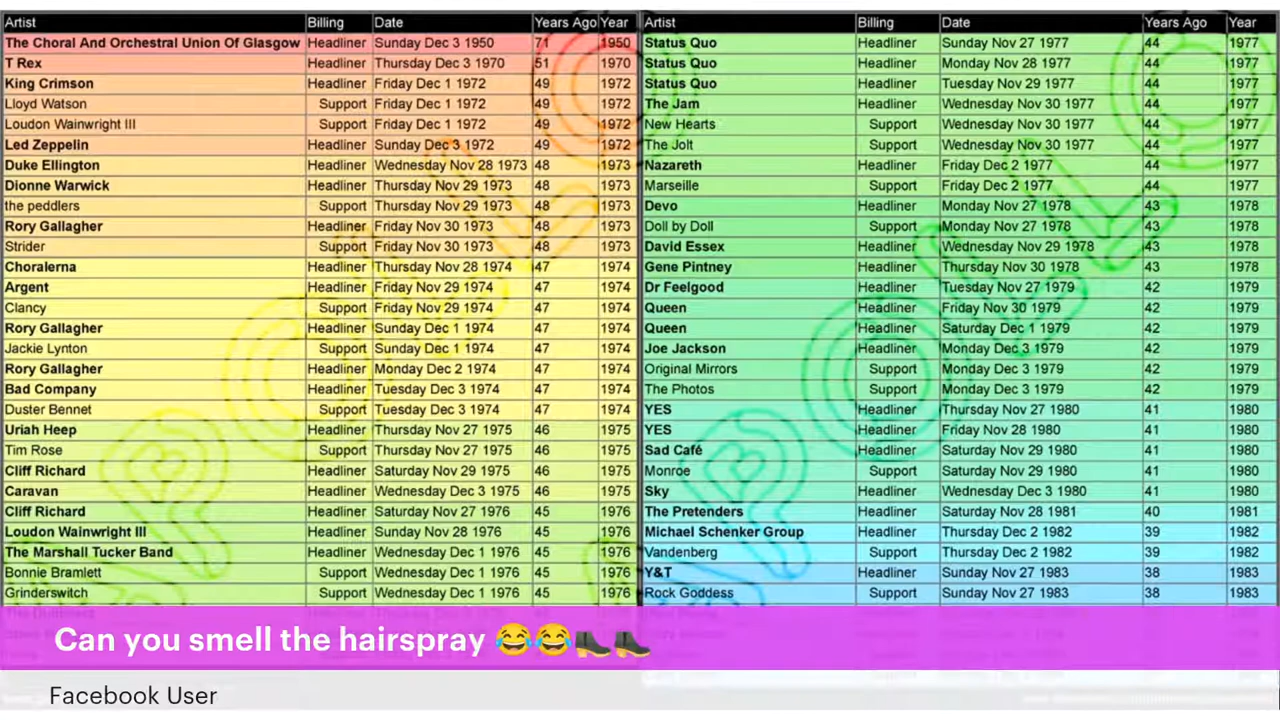 Artist Billing Date Years Ago Year
The Choral And Orchestral Union Of Glasgow Headliner Sunday Dec 3 1950 71 1950
T Rex Headliner Thursday Dec 3 1970 51 1970
King Crimson Headliner Friday Dec 1 1972 49 1972
Lloyd Watson Support Friday Dec 1 1972 49 1972
Loudon Wainwright III Support Friday Dec 1 1972 49 1972
Led Zeppelin Headliner Sunday Dec 3 1972 49 1972
Duke Ellington Headliner Wednesday Nov 28 1973 48 1973
Dionne Warwick Headliner Thursday Nov 29 1973 48 1973
the peddlers Support Thursday Nov 29 1973 48 1973
Rory Gallagher Headliner Friday Nov 30 1973 48 1973
Strider Support Friday Nov 30 1973 48 1973
Choralerna Headliner Thursday Nov 28 1974 47 1974
Argent Headliner Friday Nov 29 1974 47 1974
Clancy Support Friday Nov 29 1974 47 1974
Rory Gallagher Headliner Sunday Dec 1 1974 47 1974
Jackie Lynton Support Sunday Dec 1 1974 47 1974
Rory Gallagher Headliner Monday Dec 2 1974 47 1974
Bad Company Headliner Tuesday Dec 3 1974 47 1974
Duster Bennet Support Tuesday Dec 3 1974 47 1974
Uriah Heep Headliner Thursday Nov 27 1975 46 1975
Tim Rose Support Thursday Nov 27 1975 46 1975
Cliff Richard Headliner Saturday Nov 29 1975 46 1975
Caravan Headliner Wednesday Dec 3 1975 46 1975
Cliff Richard Headliner Saturday Nov 27 1976 45 1976
Loudon Wainwright III Headliner Sunday Nov 28 1976 45 1976
The Marshall Tucker Band Headliner Wednesday Dec 1 1976 45 1976
Bonnie Bramlett Support Wednesday Dec 1 1976 45 1976
Grinderswitch Support Wednesday Dec 1 1976 45 1976
Artist Billing Date Years Ago Year
Status Quo Headliner Sunday Nov 27 1977 44 1977
Status Quo Headliner Monday Nov 28 1977 44 1977
Status Quo Headliner Tuesday Nov 29 1977 44 1977
The Jam Headliner Wednesday Nov 30 1977 44 1977
New Hearts Support Wednesday Nov 30 1977 44 1977
The Jolt Support Wednesday Nov 30 1977 44 1977
Nazareth Headliner Friday Dec 2 1977 44 1977
Marseille Support Friday Dec 2 1977 44 1977
Devo Headliner Monday Nov 27 1978 43 1978
Doll by Doll Support Monday Nov 27 1978 43 1978
David Essex Headliner Wednesday Nov 29 1978 43 1978
Gene Pintney Headliner Thursday Nov 30 1978 43 1978
Dr Feelgood Headliner Tuesday Nov 27 1979 42 1979
Queen Headliner Friday Nov 30 1979 42 1979
Queen Headliner Saturday Dec 1 1979 42 1979
Joe Jackson Headliner Monday Dec 3 1979 42 1979
Original Mirrors Support Monday Dec 3 1979 42 1979
The Photos Support Monday Dec 3 1979 42 1979
YES Headliner Thursday Nov 27 1980 41 1980
YES Headliner Friday Nov 28 1980 41 1980
Sad Café Headliner Saturday Nov 29 1980 41 1980
Monroe Support Saturday Nov 29 1980 41 1980
Sky Headliner Wednesday Dec 3 1980 41 1980
The Pretenders Headliner Saturday Nov 28 1981 40 1981
Michael Schenker Group Headliner Thursday Dec 2 1982 39 1982
Vandenberg Support Thursday Dec 2 1982 39 1982
Y&T Headliner Sunday Nov 27 1983 38 1983
Rock Goddess Support Sunday Nov 27 1983 38 1983
APOLLO
APOLLO
Can you smell the hairspray 😂😂👢👢
Facebook User